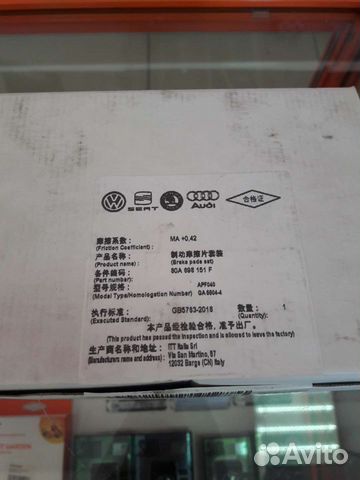 SEAT
Audi
合格证
摩擦系数: MA +0,42
(Friction Coefficient):
产品名称: 制动摩擦片套装
(Product name): (Brake pads set)
备件编码: 8GA 698 151 F
(Part number):
型号规格: APF040
(Model Type/Homologation Number) QA 6604-4
执行标准: GB5763-2018 数量: 1
(Executed Standard): (Quantity):
本产品经检验合格,准予出厂.
(This product has passed the inspection and is allowed to leave the factory)
生产商名称和地址: ITT Italia Srl
(Manufacturer name and address): Via San Martino, 87
12032 Barge (CN) Italy
Avito